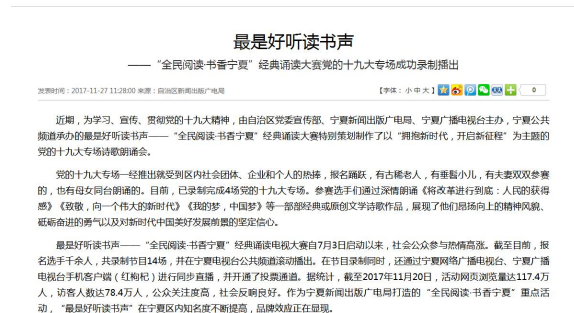 最是好听读书声
——“全民阅读·书香宁夏”经典诵读大赛党的十九大专场成功录制播出
发表时间：2017-11-27 11:28:00 来源：自治区新闻出版广电局
【字体： 小 中 大 】 0
近期，为学习、宣传、贯彻党的十九大精神，由自治区党委宣传部、宁夏新闻出版广电局、宁夏广播电视台主办，宁夏公共
频道承办的最是好听读书声——“全民阅读·书香宁夏”经典诵读大赛特别策划制作了以“拥抱新时代，开启新征程”为主题的
党的十九大专场诗歌朗诵会。
党的十九大专场一经推出就受到区内社会团体、企业和个人的热捧，报名踊跃，有古稀老人，有垂髫小儿，有夫妻双双参赛
的，也有母女同台朗诵的。目前，已录制完成4场党的十九大专场。参赛选手们通过深情朗诵《将改革进行到底：人民的获得
感》《致敬，向一个伟大的新时代》《我的梦，中国梦》等一部部经典或原创文学诗歌作品，展现了他们昂扬向上的精神风貌、
砥砺奋进的勇气以及对新时代中国美好发展前景的坚定信心。
最是好听读书声——“全民阅读·书香宁夏”经典诵读电视大赛自7月3日启动以来，社会公众参与热情高涨。截至目前，报
名选手千余人，共录制节目14场，并在宁夏电视台公共频道滚动播出。在节目录制同时，还通过宁夏网络广播电视台、宁夏广播
电视台手机客户端（红枸杞）进行同步直播，并开通了投票通道。据统计，截至2017年11月20日，活动网页浏览量达117.4万
人，访客人数达78.4万人，公众关注度高，社会反响良好。作为宁夏新闻出版广电局打造的“全民阅读·书香宁夏”重点活
动，“最是好听读书声”在宁夏区内知名度不断提高，品牌效应正在显现。